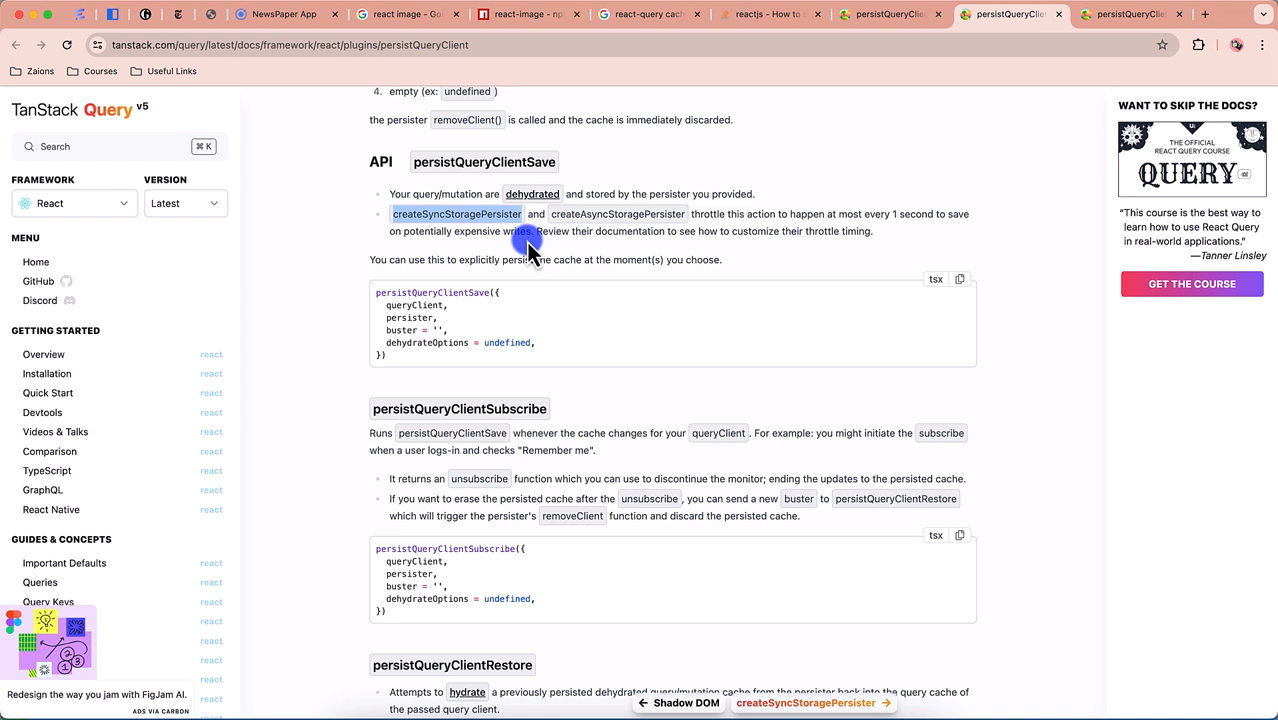 NewsPaper App
react image - Go
react-image - np
react-query cac
reactjs - How to s
persistQueryClie
persistQueryClie
persistQueryClie
tanstack.com/query/latest/docs/framework/react/plugins/persistQueryClient
Zaions
Courses
Useful Links
TanStack Query v5
Search
⌘ K
FRAMEWORK
VERSION
React
Latest
MENU
Home
GitHub
Discord
GETTING STARTED
Overview react
Installation react
Quick Start react
Devtools react
Videos & Talks react
Comparison react
TypeScript react
GraphQL react
React Native react
GUIDES & CONCEPTS
Important Defaults react
Queries react
Query Keys react
react
react
react
react
react
Redesign the way you jam with FigJam AI.
ADS VIA CARBON
4. empty (ex: undefined )
the persister removeClient() is called and the cache is immediately discarded.
API persistQueryClientSave
Your query/mutation are dehydrated and stored by the persister you provided.
createSyncStoragePersister and createAsyncStoragePersister throttle this action to happen at most every 1 second to save
on potentially expensive writes. Review their documentation to see how to customize their throttle timing.
You can use this to explicitly persist the cache at the moment(s) you choose.
tsx
persistQueryClientSave({
queryClient,
persister,
buster = '',
dehydrateOptions = undefined,
})
persistQueryClientSubscribe
Runs persistQueryClientSave whenever the cache changes for your queryClient . For example: you might initiate the subscribe
when a user logs-in and checks "Remember me".
It returns an unsubscribe function which you can use to discontinue the monitor; ending the updates to the persisted cache.
If you want to erase the persisted cache after the unsubscribe , you can send a new buster to persistQueryClientRestore
which will trigger the persister's removeClient function and discard the persisted cache.
tsx
persistQueryClientSubscribe({
queryClient,
persister,
buster = '',
dehydrateOptions = undefined,
})
persistQueryClientRestore
Attempts to hydrate a previously persisted dehydrated query/mutation cache from the persister back into the query cache of
the passed query client.
← Shadow DOM
createSyncStoragePersister →
WANT TO SKIP THE DOCS?
THE OFFICIAL
REACT QUERY COURSE
QUERY
"This course is the best way to
learn how to use React Query
in real-world applications."
—Tanner Linsley
GET THE COURSE